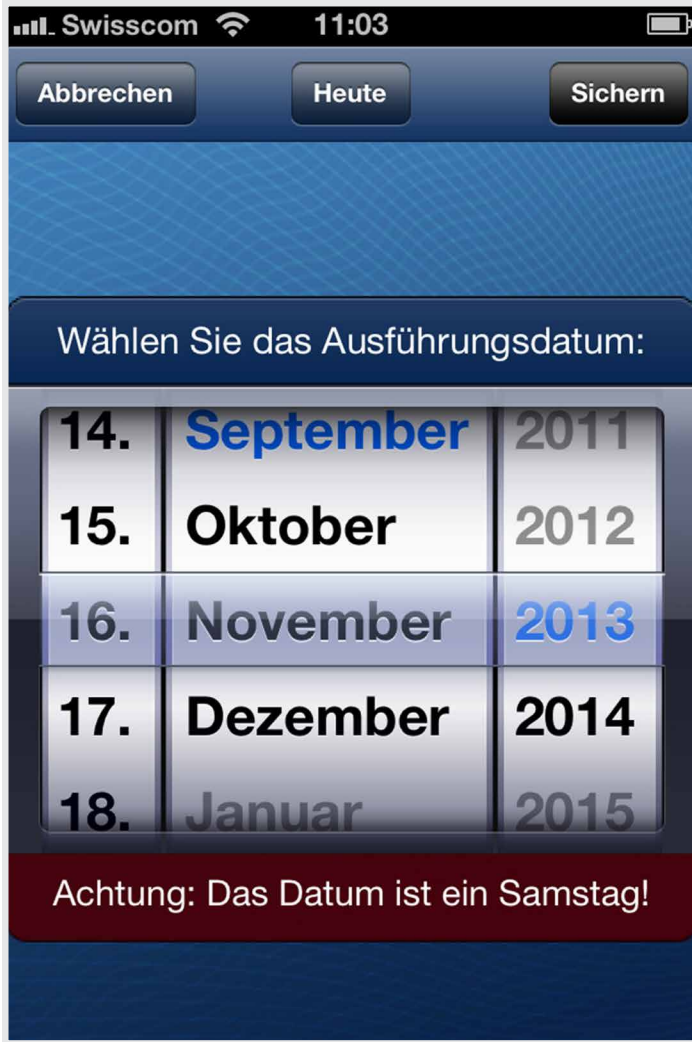 Swisscom 11:03
Abbrechen Heute Sichern
Wählen Sie das Ausführungsdatum:
14. September 2011
15. Oktober 2012
16. November 2013
17. Dezember 2014
18. Januar 2015
Achtung: Das Datum ist ein Samstag!